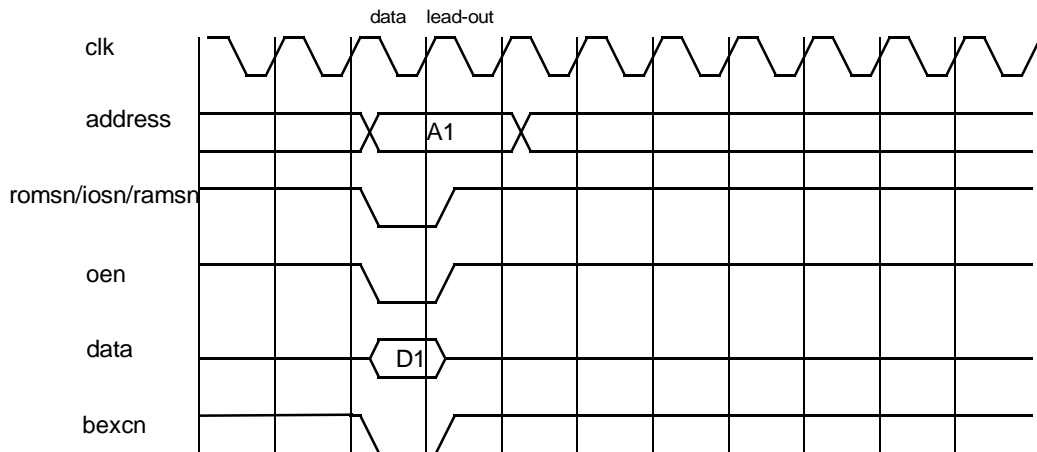 data lead-out
clk
address A1
romsn/iosn/ramsn
oen
data D1
bexcn